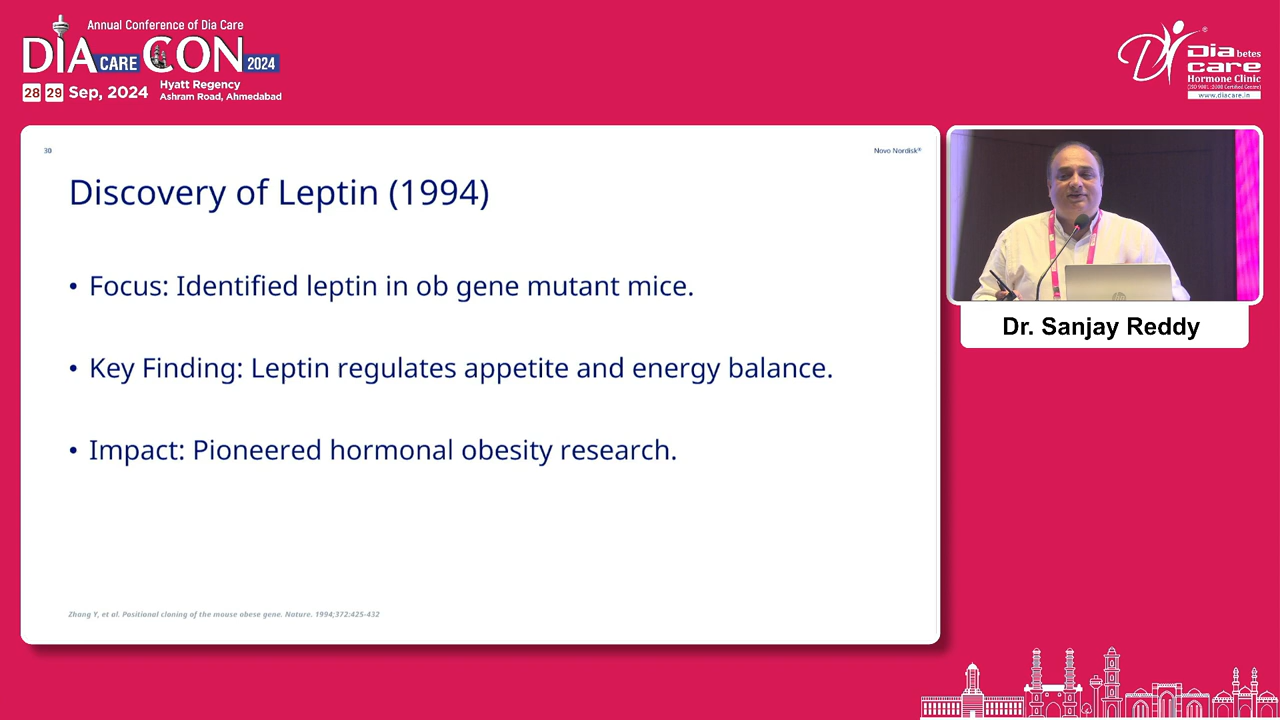 Annual Conference of Dia Care
DIA CARE CON 2024
28 29 Sep, 2024
Hyatt Regency
Ashram Road, Ahmedabad
Diabetes
care
Hormone Clinic
(ISO 9001:2008 Certified Centre)
www.diacare.in
30
Novo Nordisk®
Discovery of Leptin (1994)
• Focus: Identified leptin in ob gene mutant mice.
• Key Finding: Leptin regulates appetite and energy balance.
• Impact: Pioneered hormonal obesity research.
Zhang Y, et al. Positional cloning of the mouse obese gene. Nature. 1994;372:425-432
Dr. Sanjay Reddy